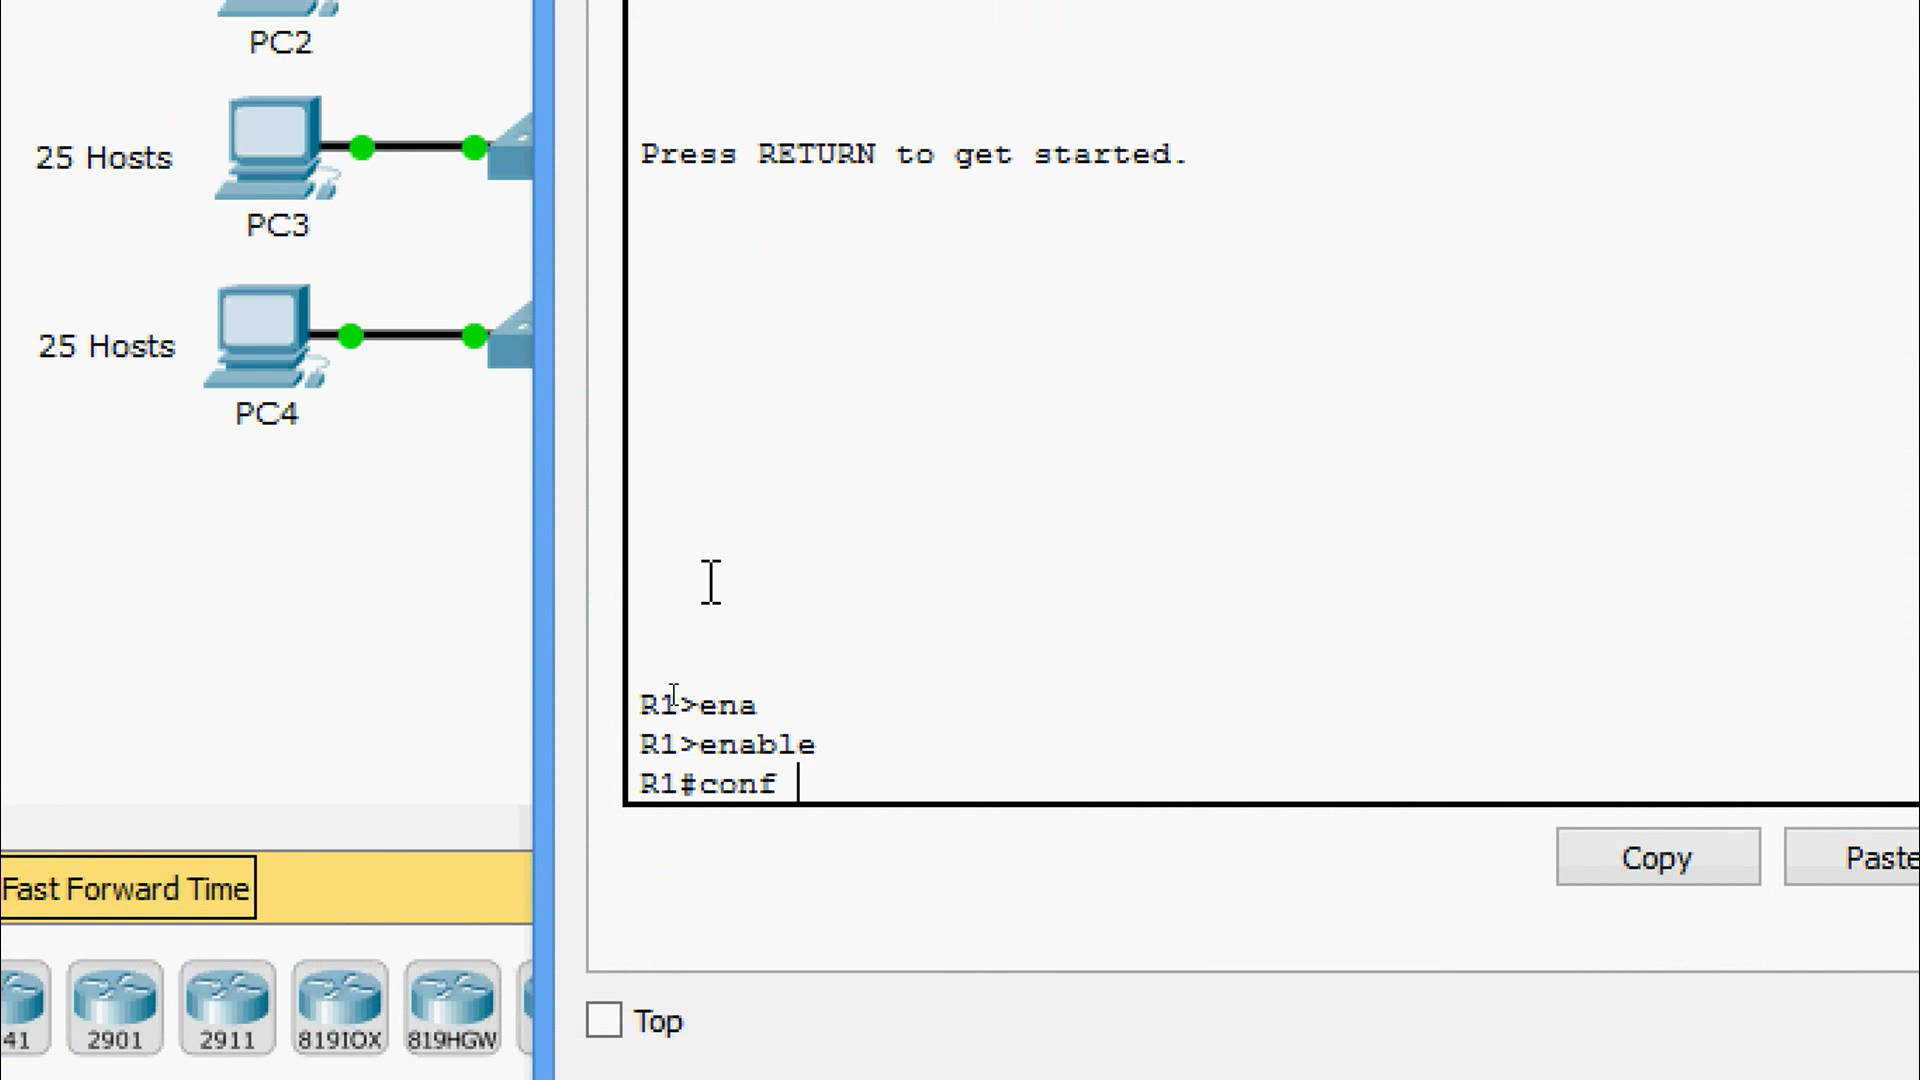 PC2
25 Hosts
PC3
25 Hosts
PC4
Press RETURN to get started.
R1>ena
R1>enable
R1#conf
Copy
Paste
Fast Forward Time
41
2901
2911
819IOX
819HGW
Top